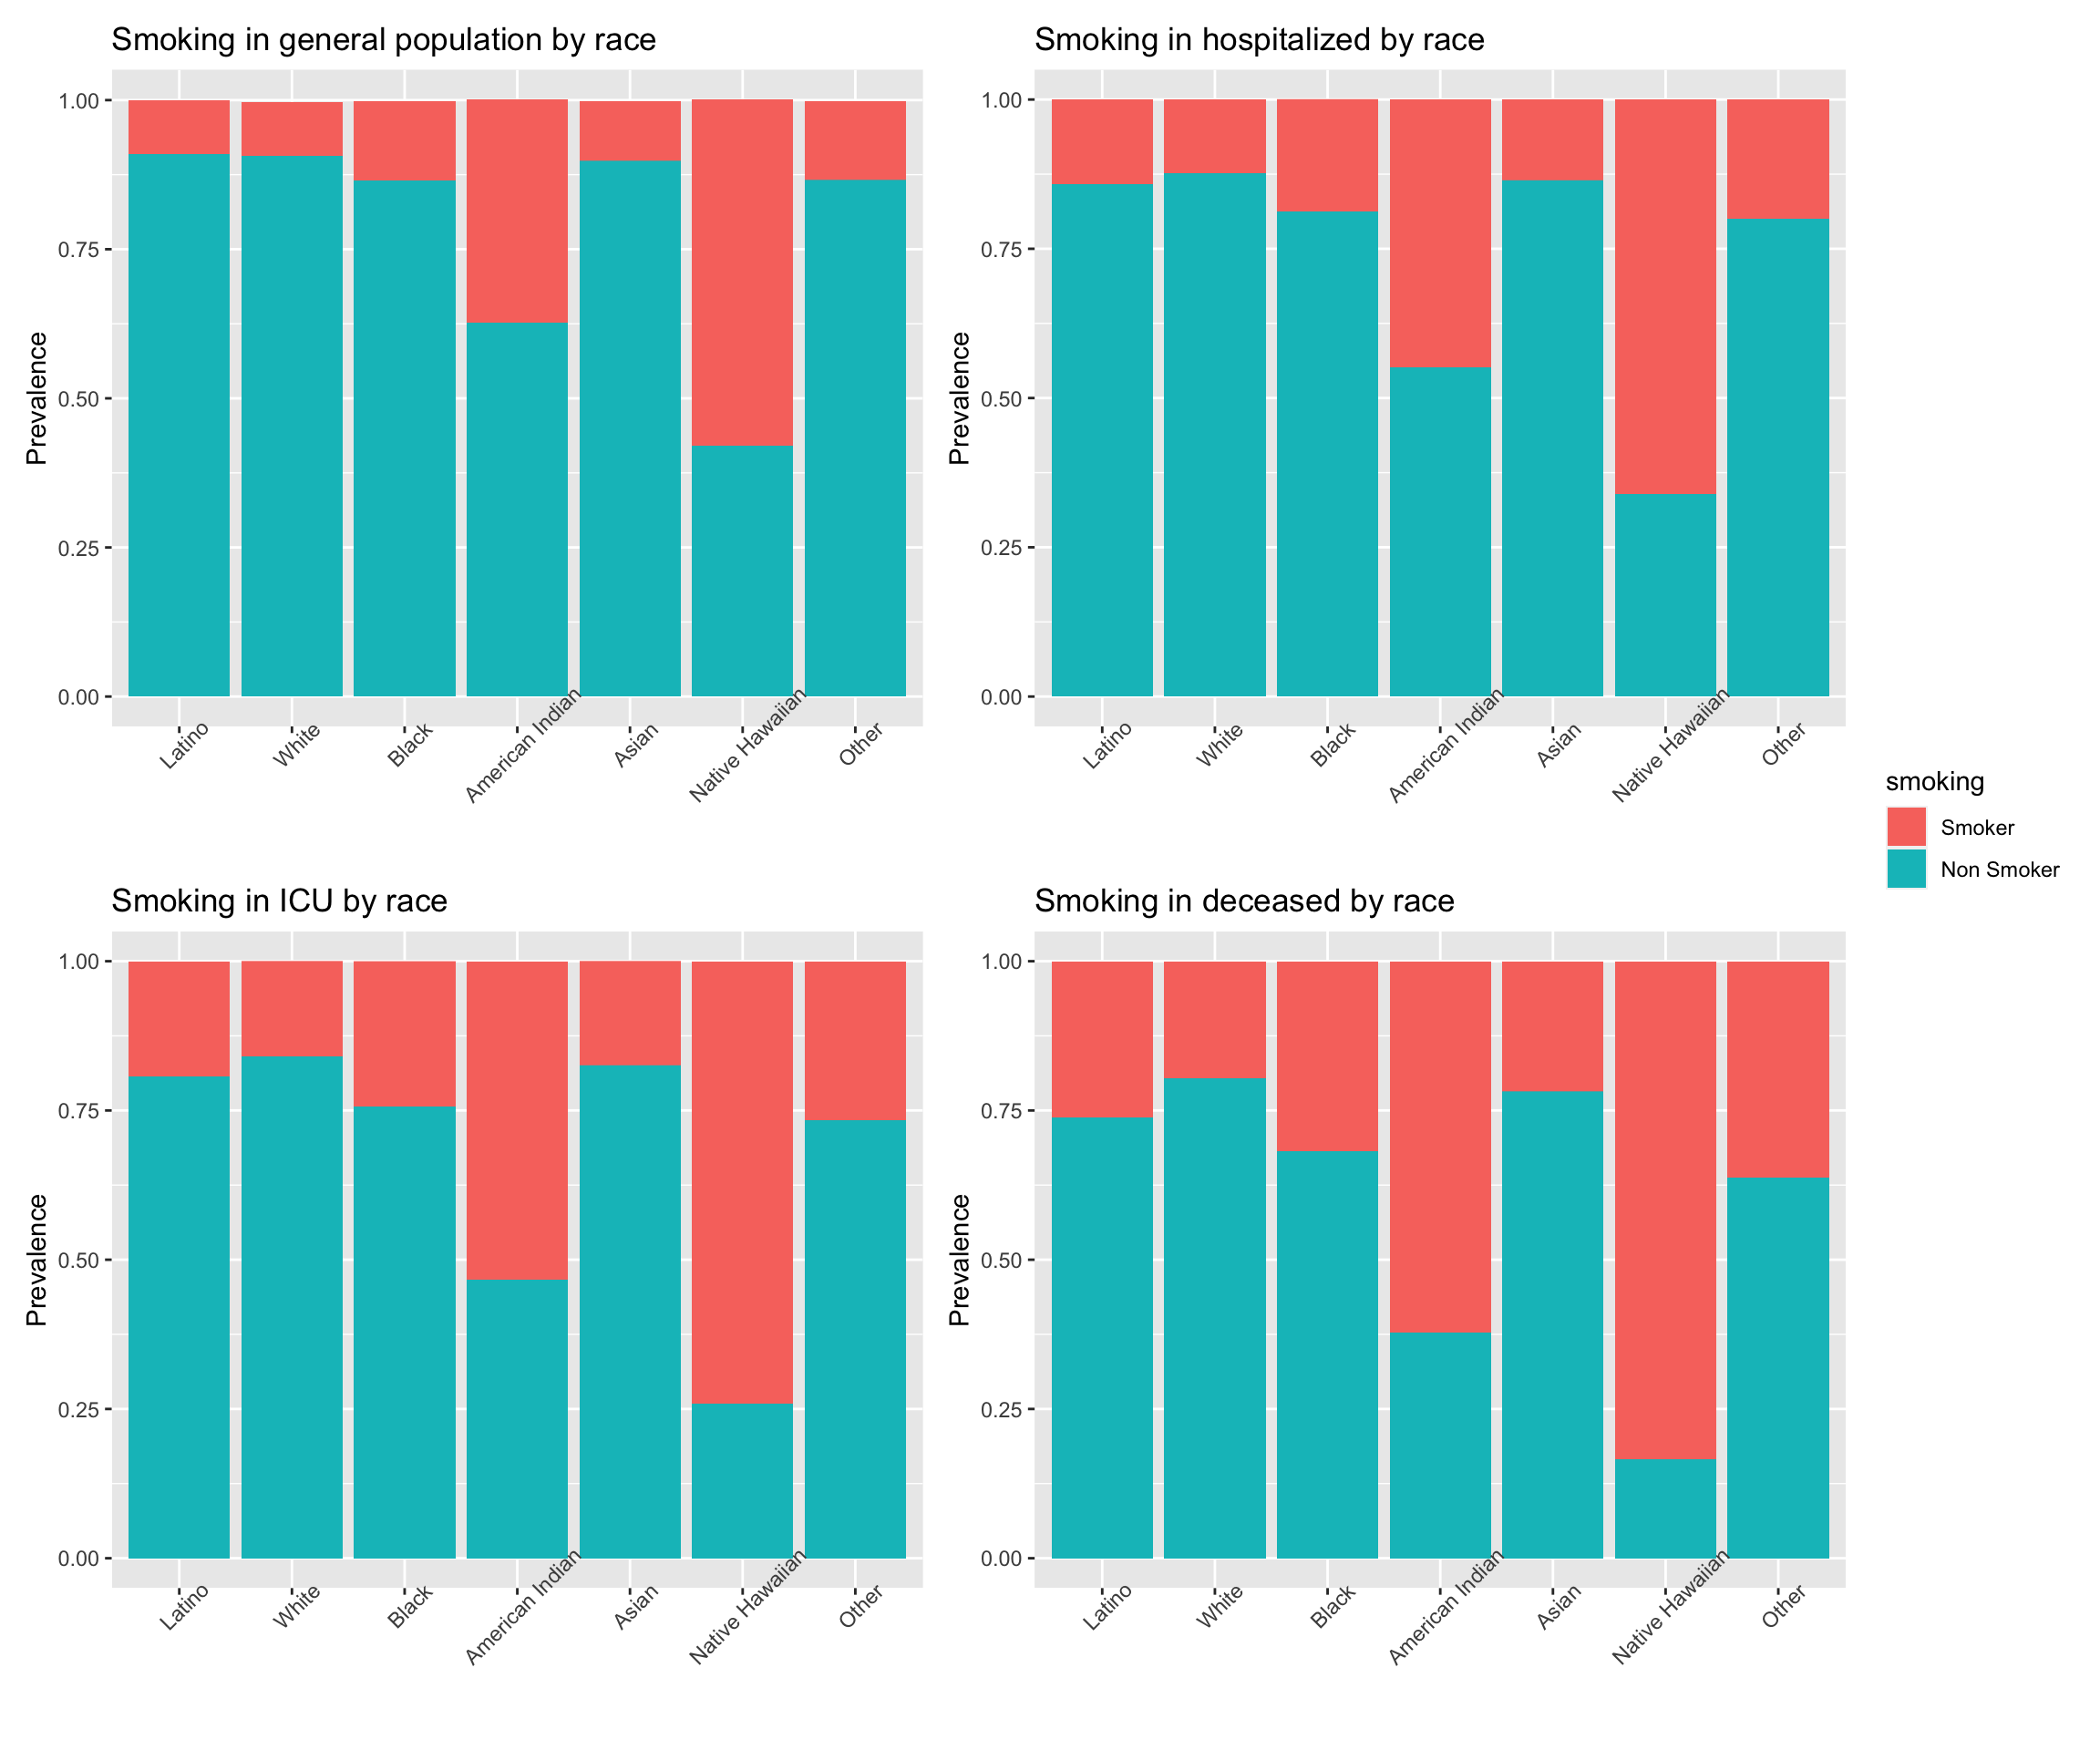 Smoking in general population by race
Prevalence
1.00
0.75
0.50
0.25
0.00
Latino
White
Black
American Indian
Asian
Native Hawaiian
Other
Smoking in hospitalized by race
Prevalence
1.00
0.75
0.50
0.25
0.00
Latino
White
Black
American Indian
Asian
Native Hawaiian
Other
smoking
Smoker
Non Smoker
Smoking in ICU by race
Prevalence
1.00
0.75
0.50
0.25
0.00
Latino
White
Black
American Indian
Asian
Native Hawaiian
Other
Smoking in deceased by race
Prevalence
1.00
0.75
0.50
0.25
0.00
Latino
White
Black
American Indian
Asian
Native Hawaiian
Other